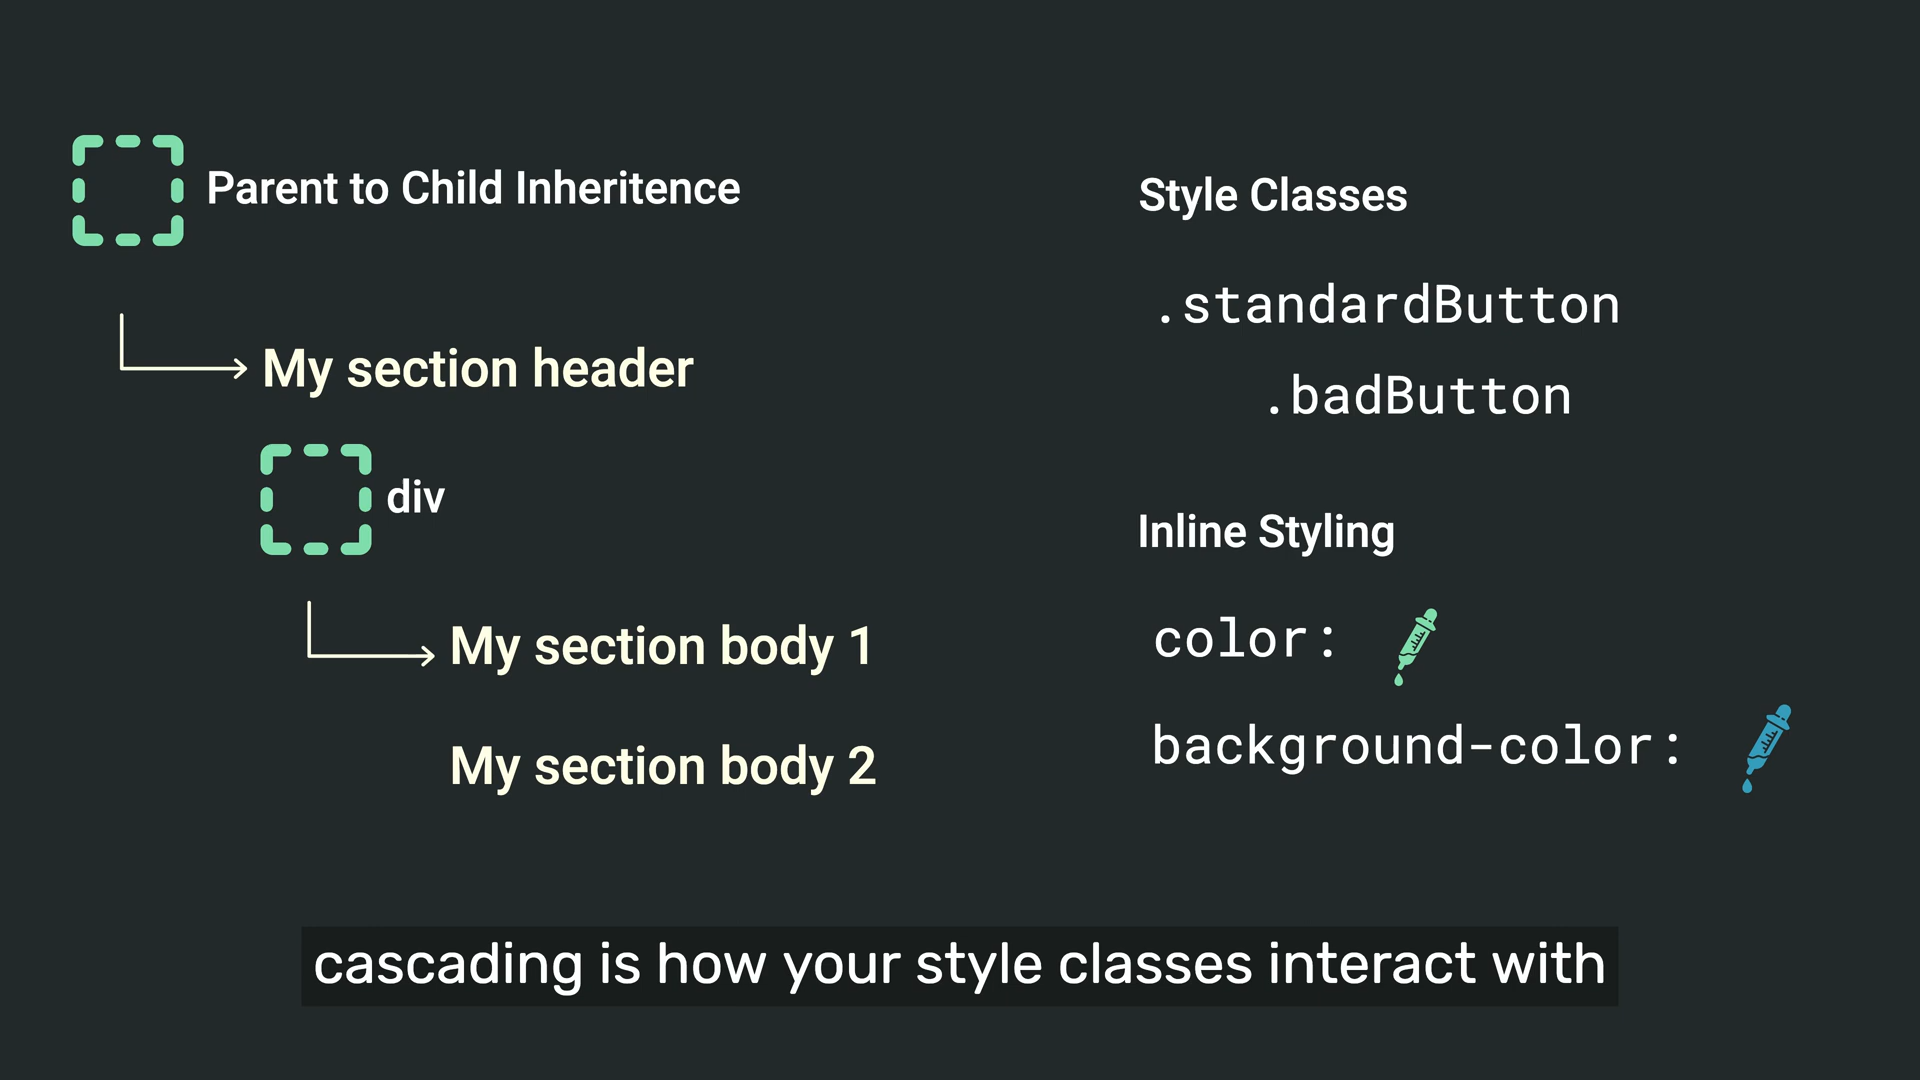 Parent to Child Inheritence
My section header
div
My section body 1
My section body 2
Style Classes
.standardButton
.badButton
Inline Styling
color:
background-color:
cascading is how your style classes interact with